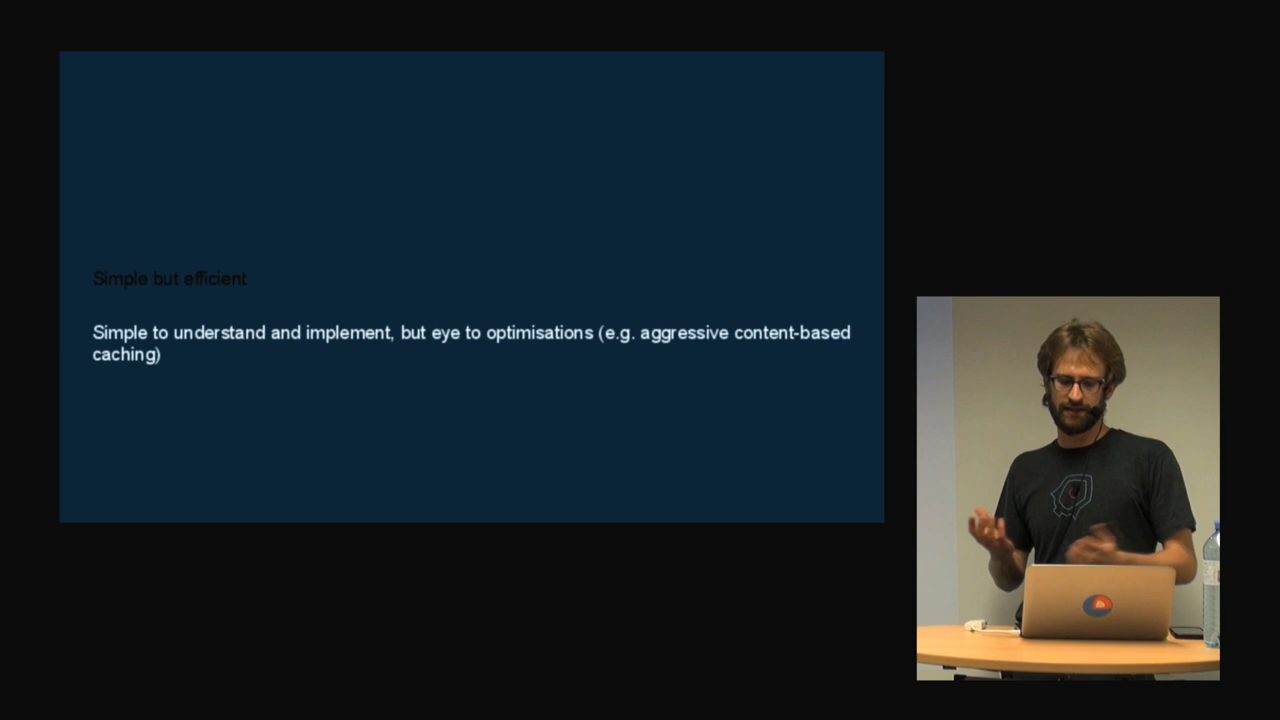 Simple but efficient
Simple to understand and implement, but eye to optimisations (e.g. aggressive content-based
caching)